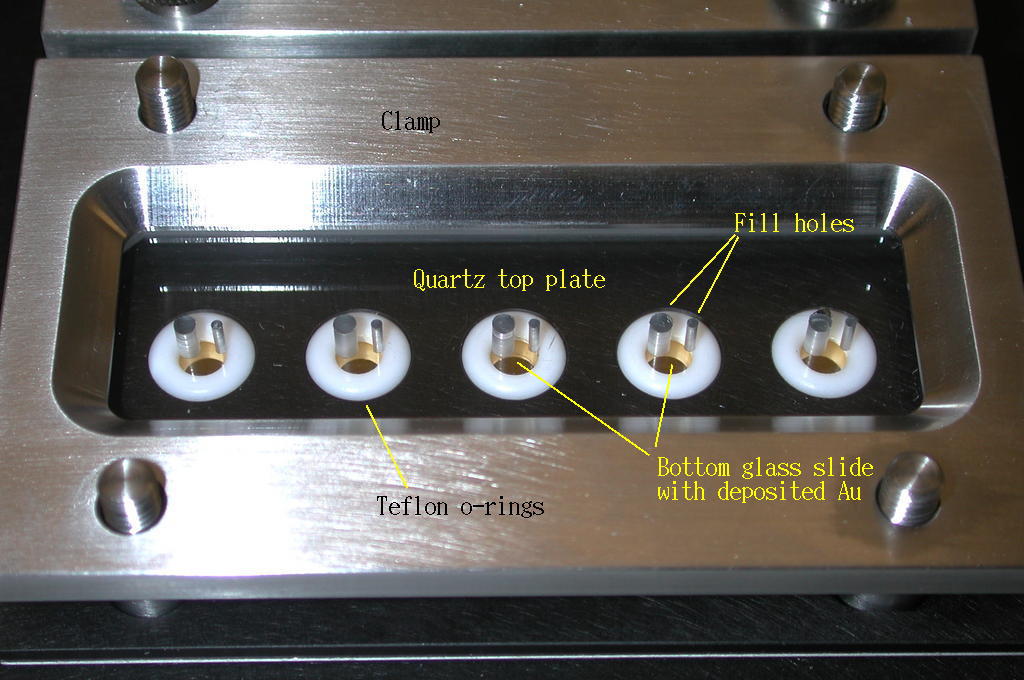 Clamp
Fill holes
Quartz top plate
Bottom glass slide
with deposited Au
Teflon o-rings